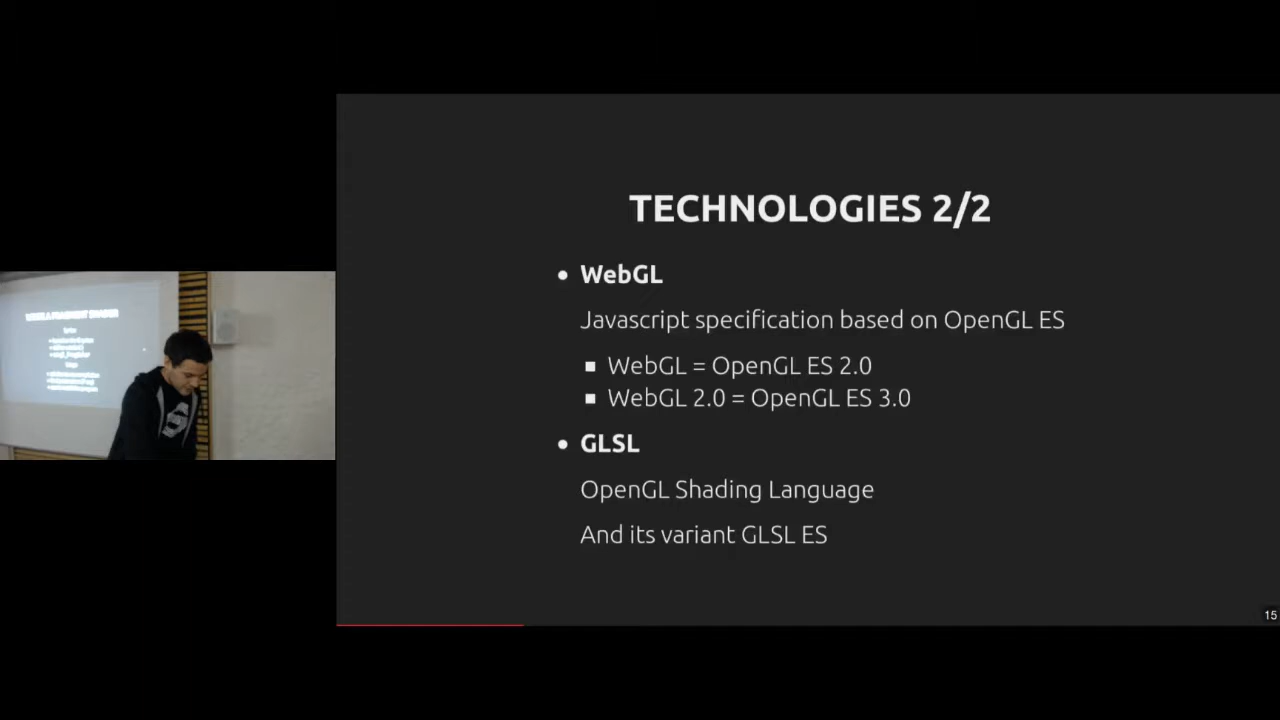 TECHNOLOGIES 2/2
WebGL
Javascript specification based on OpenGL ES
WebGL = OpenGL ES 2.0
WebGL 2.0 = OpenGL ES 3.0
GLSL
OpenGL Shading Language
And its variant GLSL ES
15